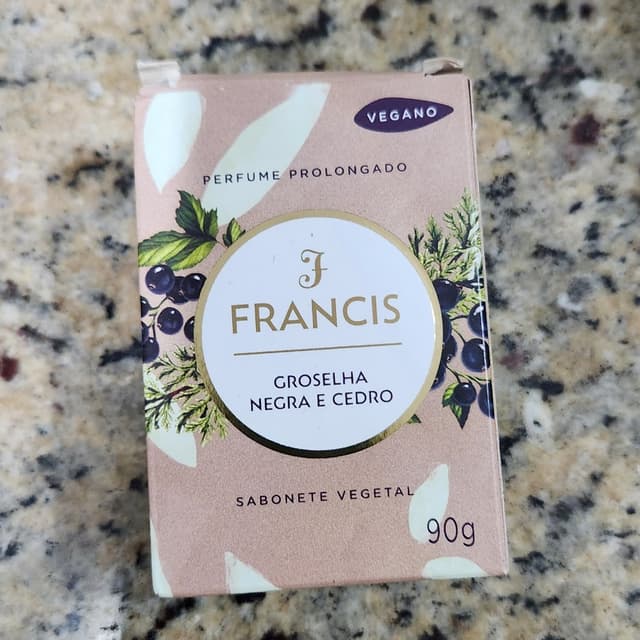 VEGANO
PERFUME PROLONGADO
F
FRANCIS
GROSELHA
NEGRA E CEDRO
SABONETE VEGETAL
90g